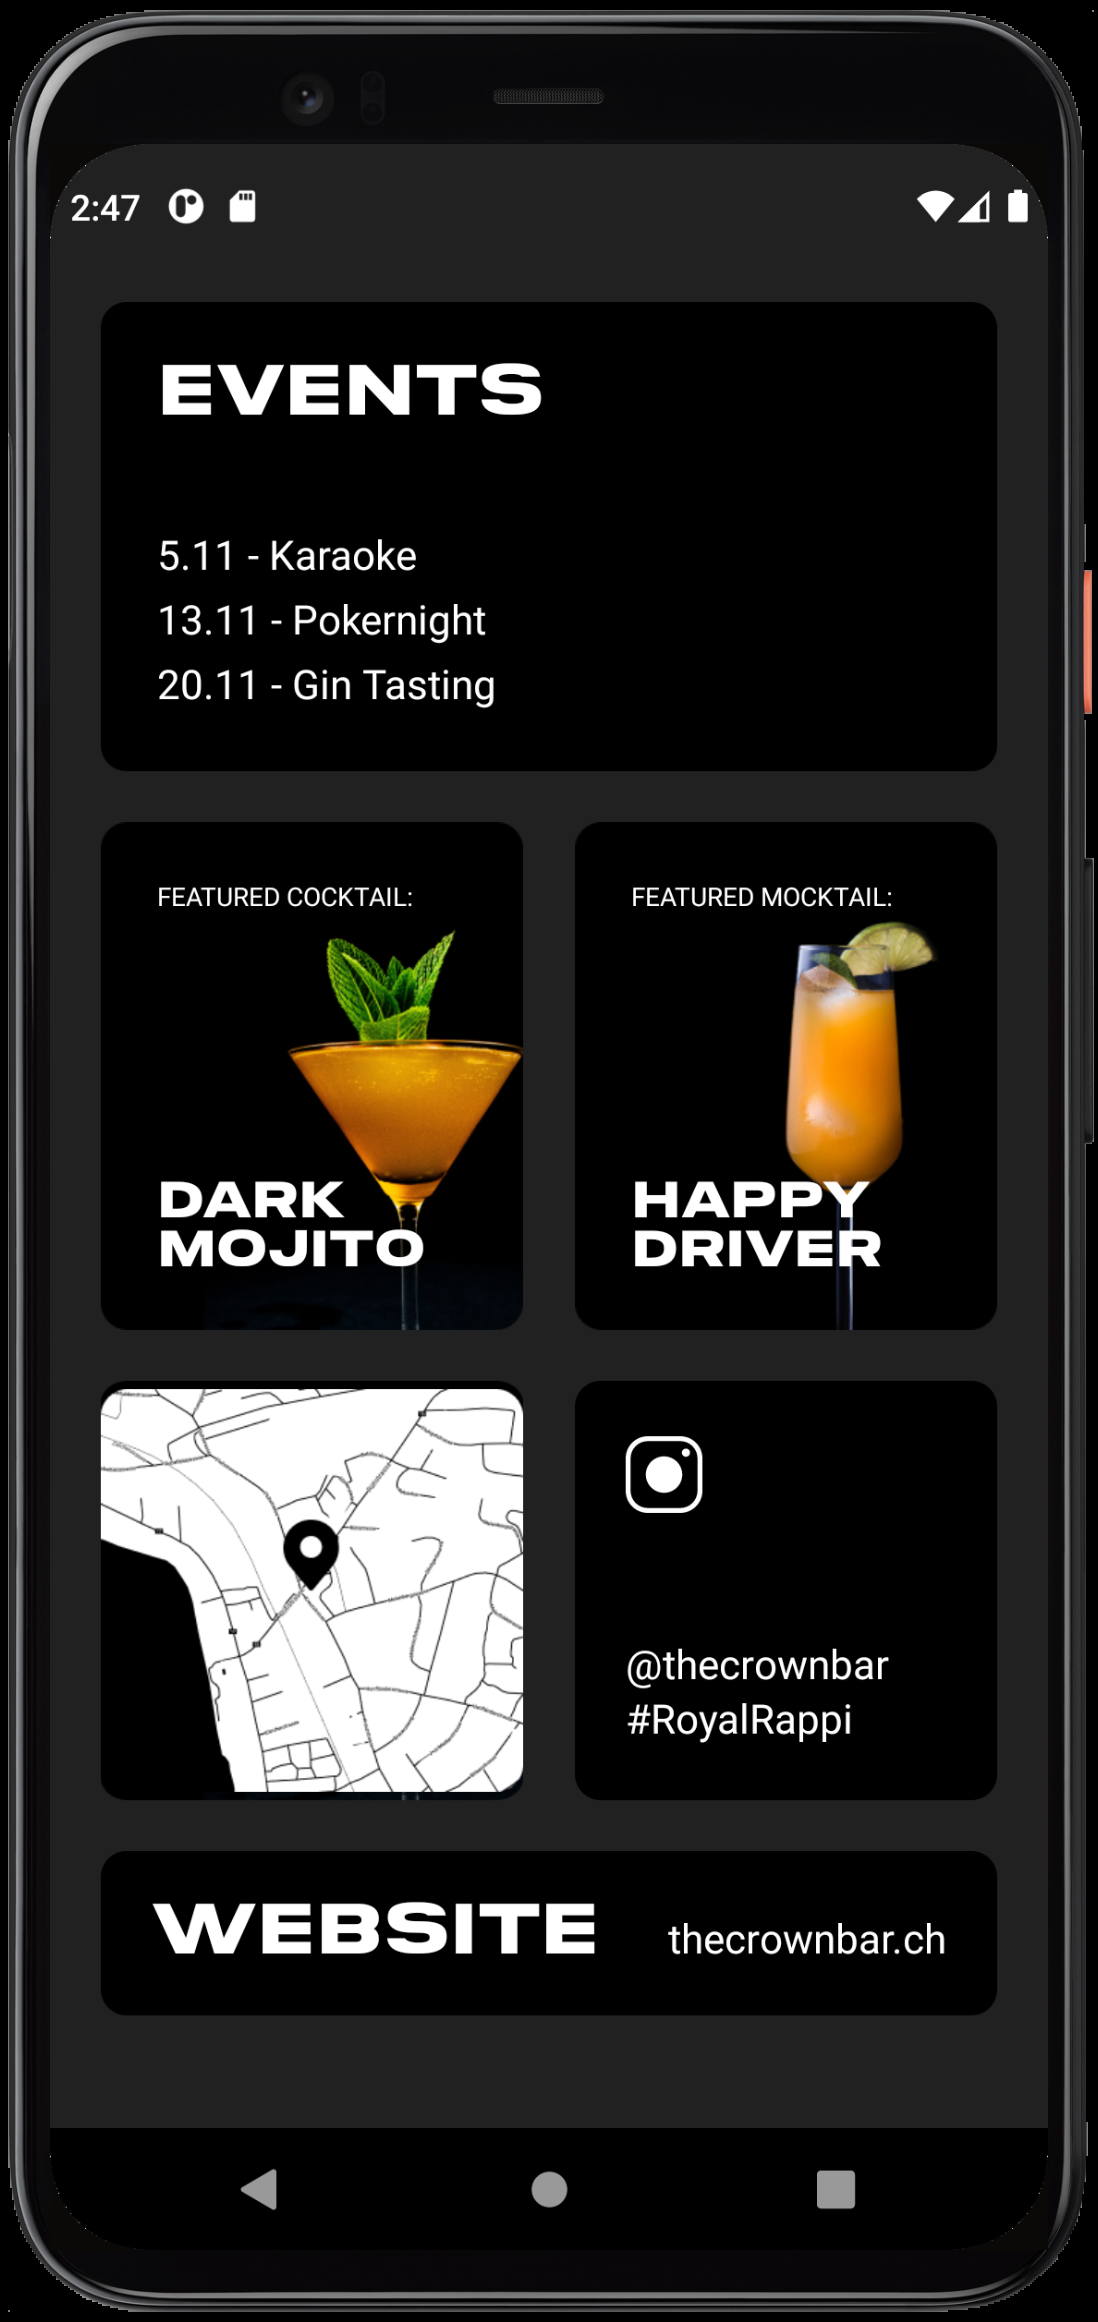 2:47
EVENTS
5.11 - Karaoke
13.11 - Pokernight
20.11 - Gin Tasting
FEATURED COCKTAIL:
DARK
MOJITO
FEATURED MOCKTAIL:
HAPPY
DRIVER
@thecrownbar
#RoyalRappi
WEBSITE
thecrownbar.ch